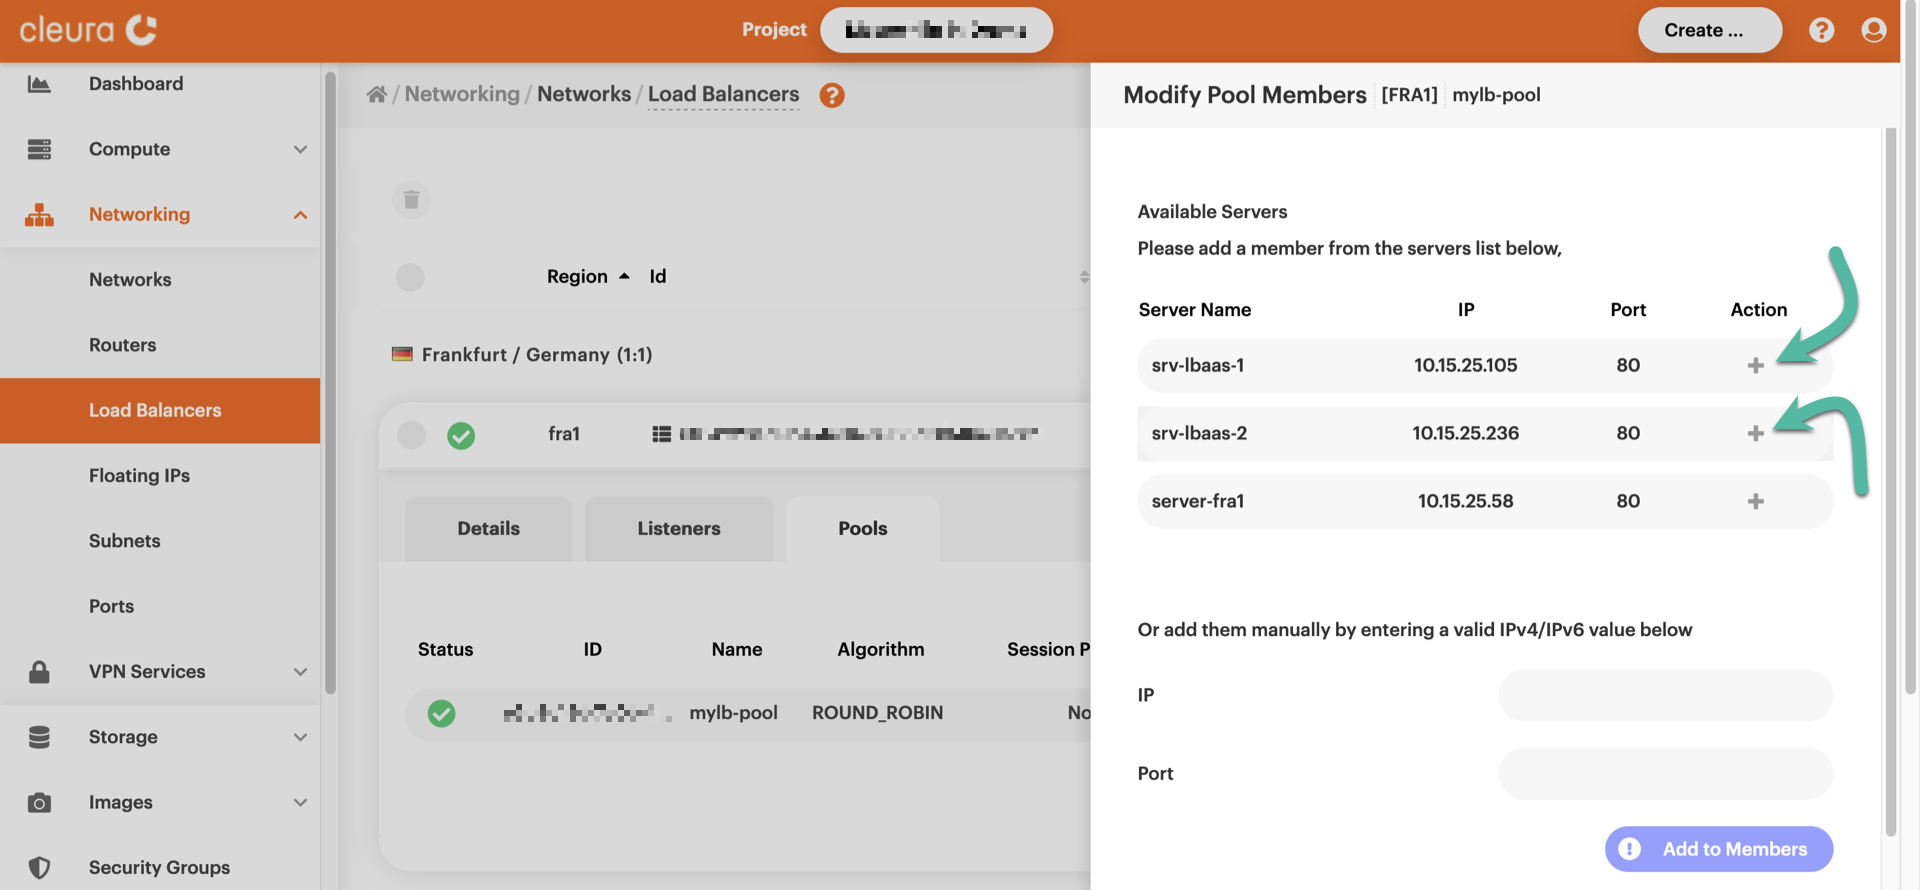 cleura
Project
Create ...
Dashboard
Compute
Networking
Networks
Routers
Load Balancers
Floating IPs
Subnets
Ports
VPN Services
Storage
Images
Security Groups
/ Networking / Networks / Load Balancers
Region Id
Frankfurt / Germany (1:1)
fra1
Details Listeners Pools
Status ID Name Algorithm Session P
mylb-pool ROUND_ROBIN No
Modify Pool Members [FRA1] mylb-pool
Available Servers
Please add a member from the servers list below,
Server Name IP Port Action
srv-lbaas-1 10.15.25.105 80
srv-lbaas-2 10.15.25.236 80
server-fra1 10.15.25.58 80
Or add them manually by entering a valid IPv4/IPv6 value below
IP
Port
Add to Members